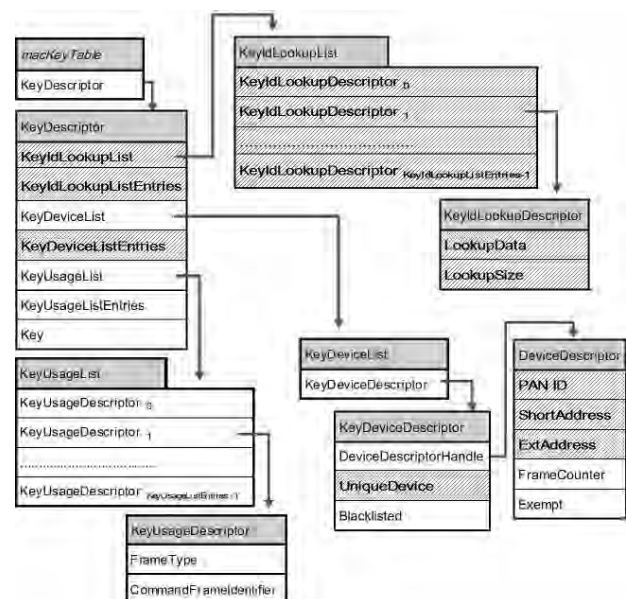 macKeyTable
KeyDescriptor
KeyDescriptor
KeyIdLookupList
KeyIdLookupListEntries
KeyDeviceList
KeyDeviceListEntries
KeyUsageList
KeyUsageListEntries
Key
KeyIdLookupList
KeyIdLookupDescriptor 0
KeyIdLookupDescriptor 1
....................................
KeyIdLookupDescriptor KeyIdLookupListEntries-1
KeyIdLookupDescriptor
LookupData
LookupSize
KeyUsageList
KeyUsageDescriptor 0
KeyUsageDescriptor 1
....................................
KeyUsageDescriptor KeyUsageListEntries-1
KeyUsageDescriptor
FrameType
CommandFrameIdentifier
KeyDeviceList
KeyDeviceDescriptor
KeyDeviceDescriptor
DeviceDescriptorHandle
UniqueDevice
Blacklisted
DeviceDescriptor
PAN ID
ShortAddress
ExtAddress
FrameCounter
Exempt